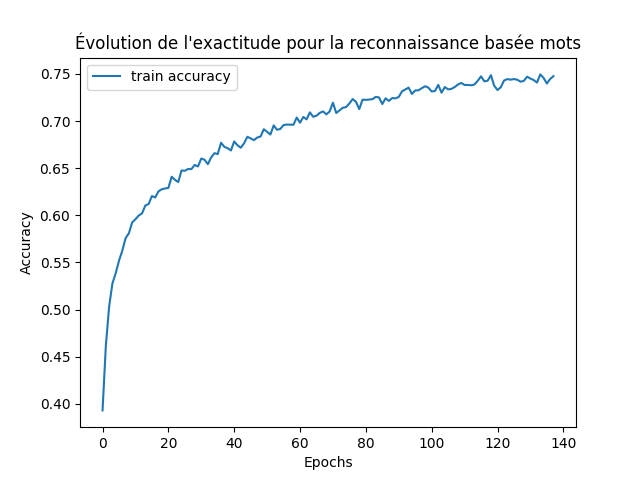 Évolution de l'exactitude pour la reconnaissance basée mots
train accuracy
0.75
0.70
0.65
0.60
0.55
0.50
0.45
0.40
Accuracy
0 20 40 60 80 100 120 140
Epochs